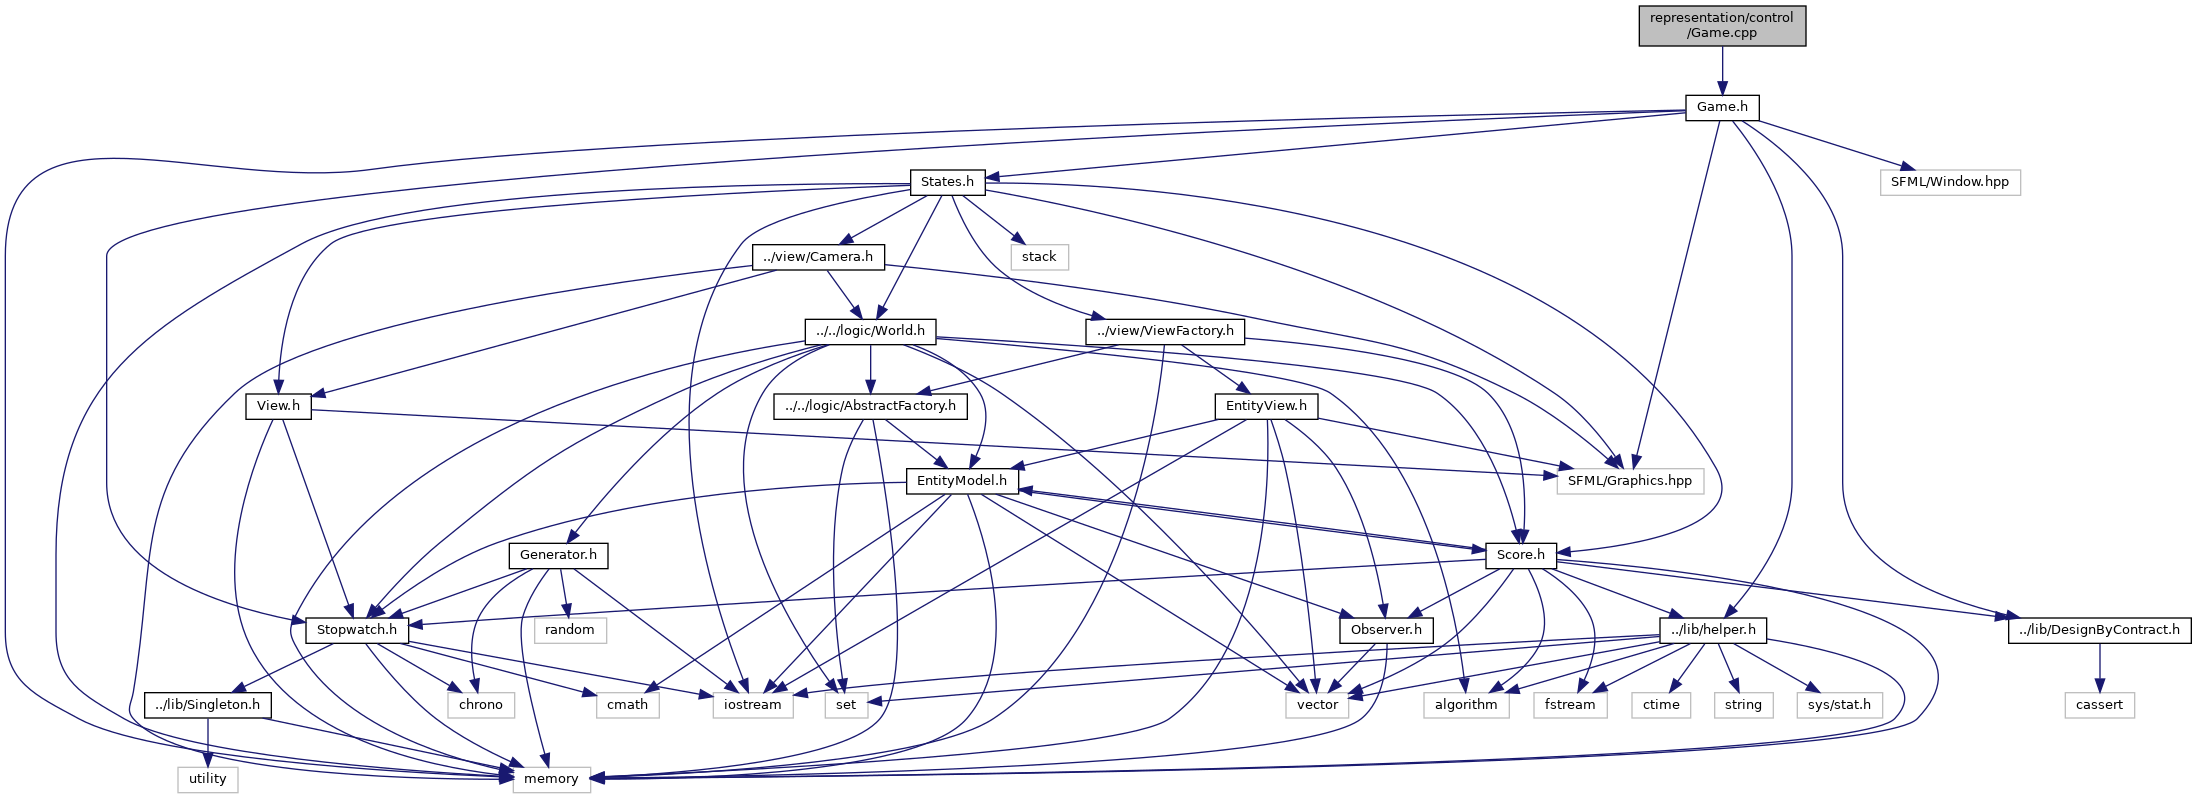 representation/control
/Game.cpp
Game.h
States.h
SFML/Window.hpp
../view/Camera.h
stack
../../logic/World.h
../view/ViewFactory.h
View.h
../../logic/AbstractFactory.h
EntityView.h
EntityModel.h
SFML/Graphics.hpp
Generator.h
Score.h
Stopwatch.h
random
Observer.h
../lib/helper.h
../lib/DesignByContract.h
../lib/Singleton.h
chrono
cmath
iostream
set
vector
algorithm
fstream
ctime
string
sys/stat.h
cassert
utility
memory